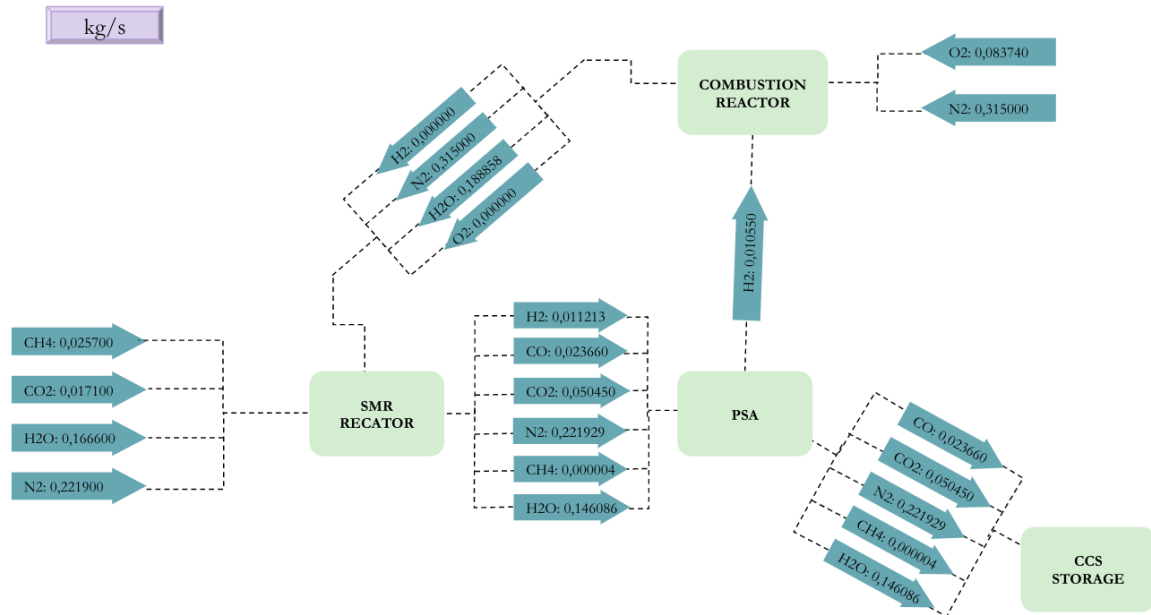 kg/s
COMBUSTION
REACTOR
O2: 0,083740
N2: 0,315000
H2: 0,000000
N2: 0,315000
H2O: 0,188858
O2: 0,000000
H2: 0,010550
CH4: 0,025700
CO2: 0,017100
H2O: 0,166600
N2: 0,221900
SMR
RECATOR
H2: 0,011213
CO: 0,023660
CO2: 0,050450
N2: 0,221929
CH4: 0,000004
H2O: 0,146086
PSA
CO: 0,023660
CO2: 0,050450
N2: 0,221929
CH4: 0,000004
H2O: 0,146086
CCS
STORAGE